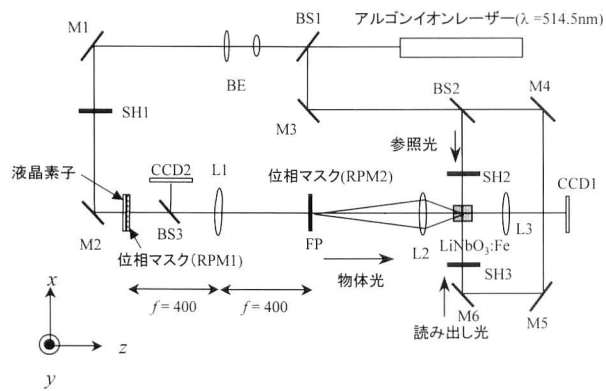 アルゴンイオンレーザー(λ =514.5nm)
M1
BS1
BE
BS2
M4
M3
SH1
参照光
液晶素子
CCD2
L1
位相マスク(RPM2)
SH2
CCD1
M2
BS3
FP
L2
L3
LiNbO3:Fe
位相マスク(RPM1)
物体光
SH3
f = 400
f = 400
M6
M5
読み出し光
x
z
y